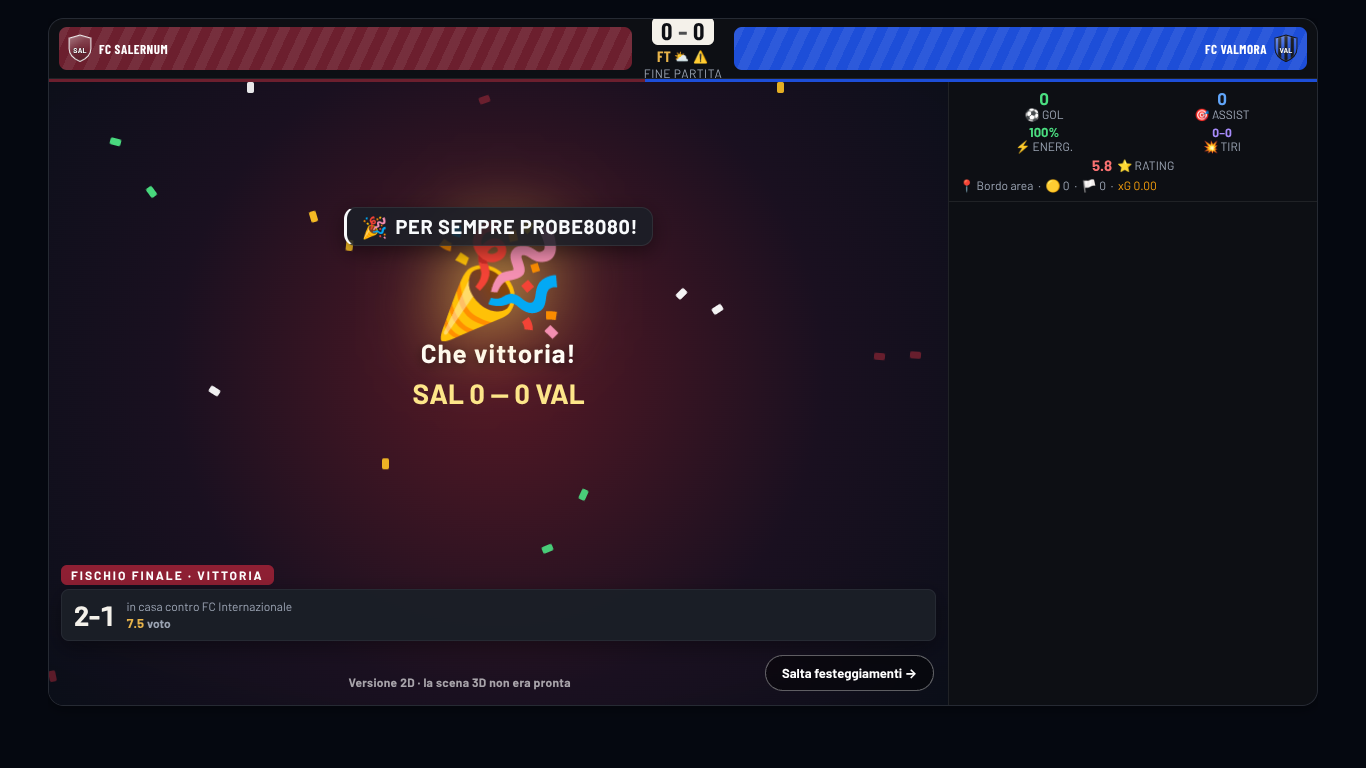 SAL FC SALERNUM
0 - 0
FT
FINE PARTITA
FC VALMORA VAL
PER SEMPRE PROBE8080!
Che vittoria!
SAL 0 — 0 VAL
FISCHIO FINALE · VITTORIA
2-1
in casa contro FC Internazionale
7.5 voto
Versione 2D · la scena 3D non era pronta
Salta festeggiamenti →
0 0
GOL ASSIST
100% 0-0
ENERG. TIRI
5.8 RATING
Bordo area · 0 · 0 · xG 0.00